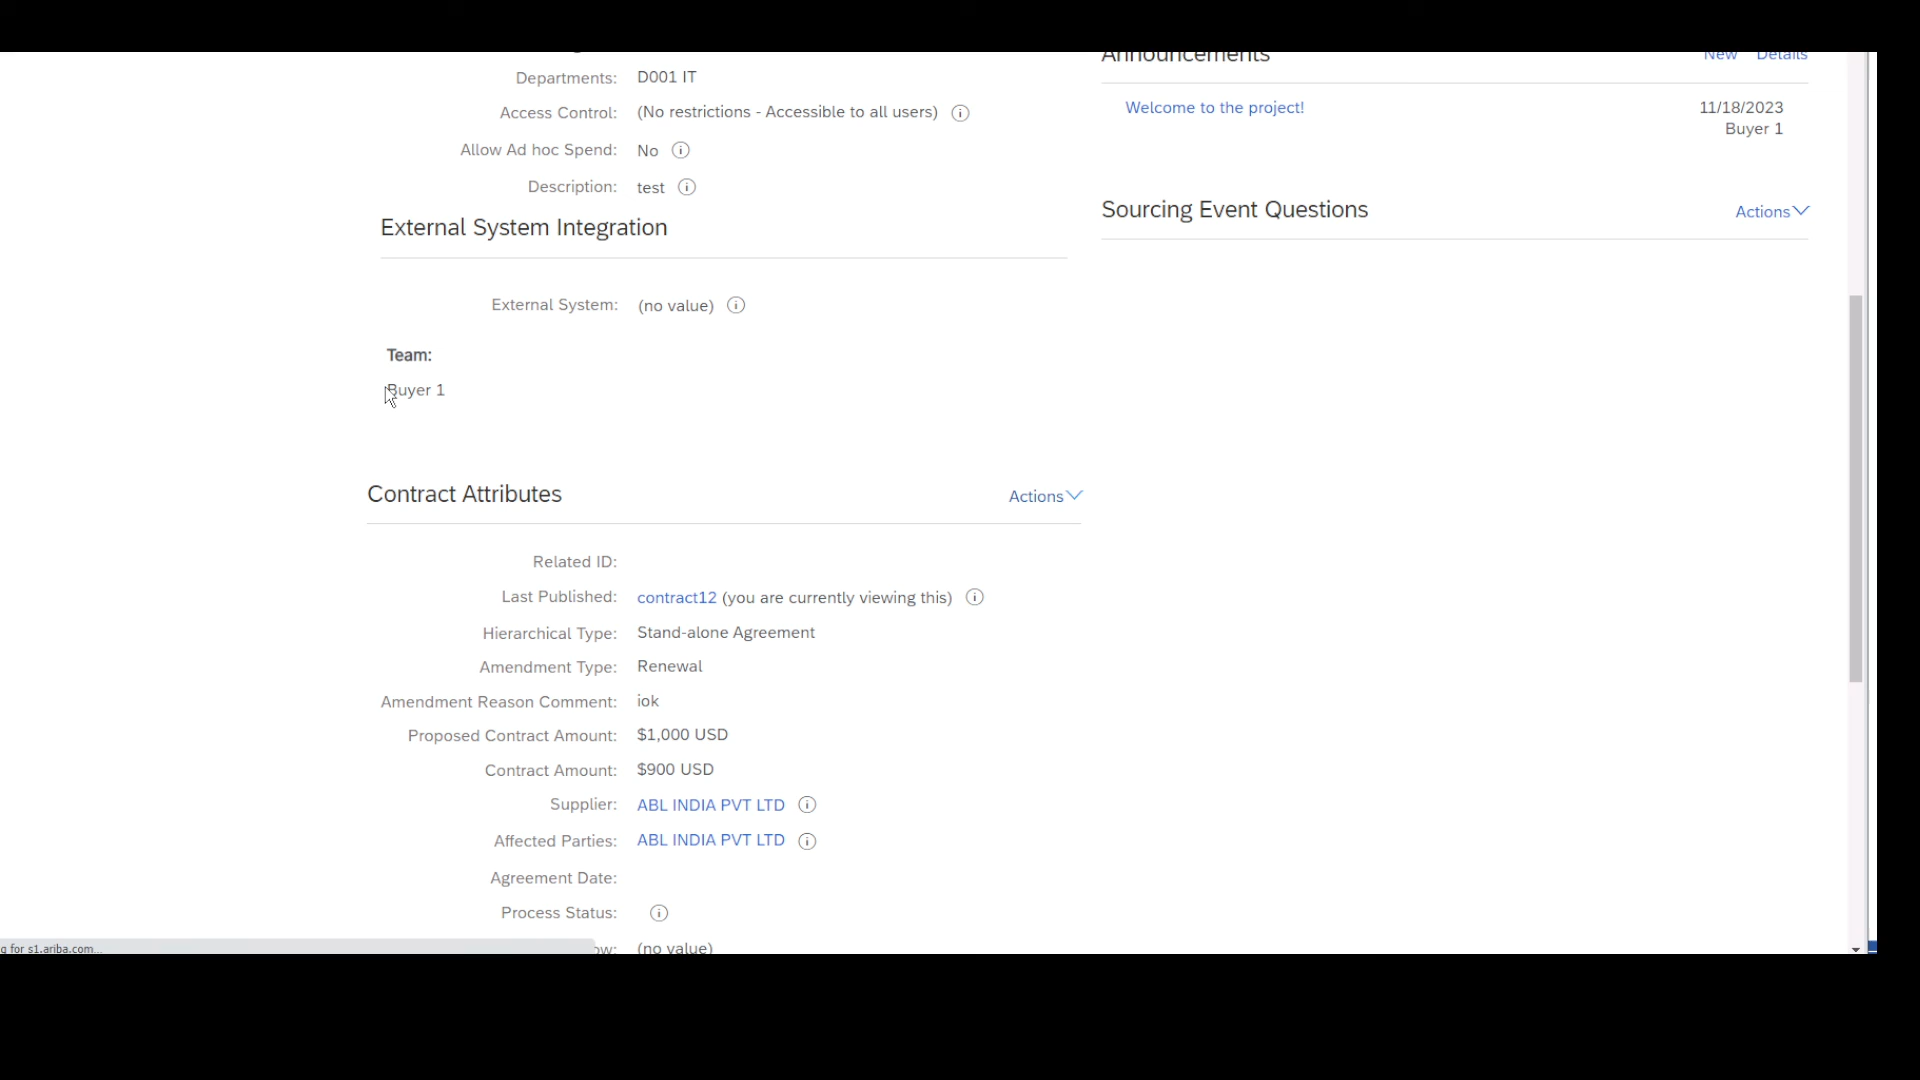 Departments: D001 IT
Access Control: (No restrictions - Accessible to all users)
Allow Ad hoc Spend: No
Description: test
External System Integration
External System: (no value)
Team:
Buyer 1
Contract Attributes
Actions
Related ID:
Last Published: contract12 (you are currently viewing this)
Hierarchical Type: Stand-alone Agreement
Amendment Type: Renewal
Amendment Reason Comment: iok
Proposed Contract Amount: $1,000 USD
Contract Amount: $900 USD
Supplier: ABL INDIA PVT LTD
Affected Parties: ABL INDIA PVT LTD
Agreement Date:
Process Status:
(no value)
Announcements
New Details
Welcome to the project! 11/18/2023
Buyer 1
Sourcing Event Questions
Actions
g for s1.ariba.com...